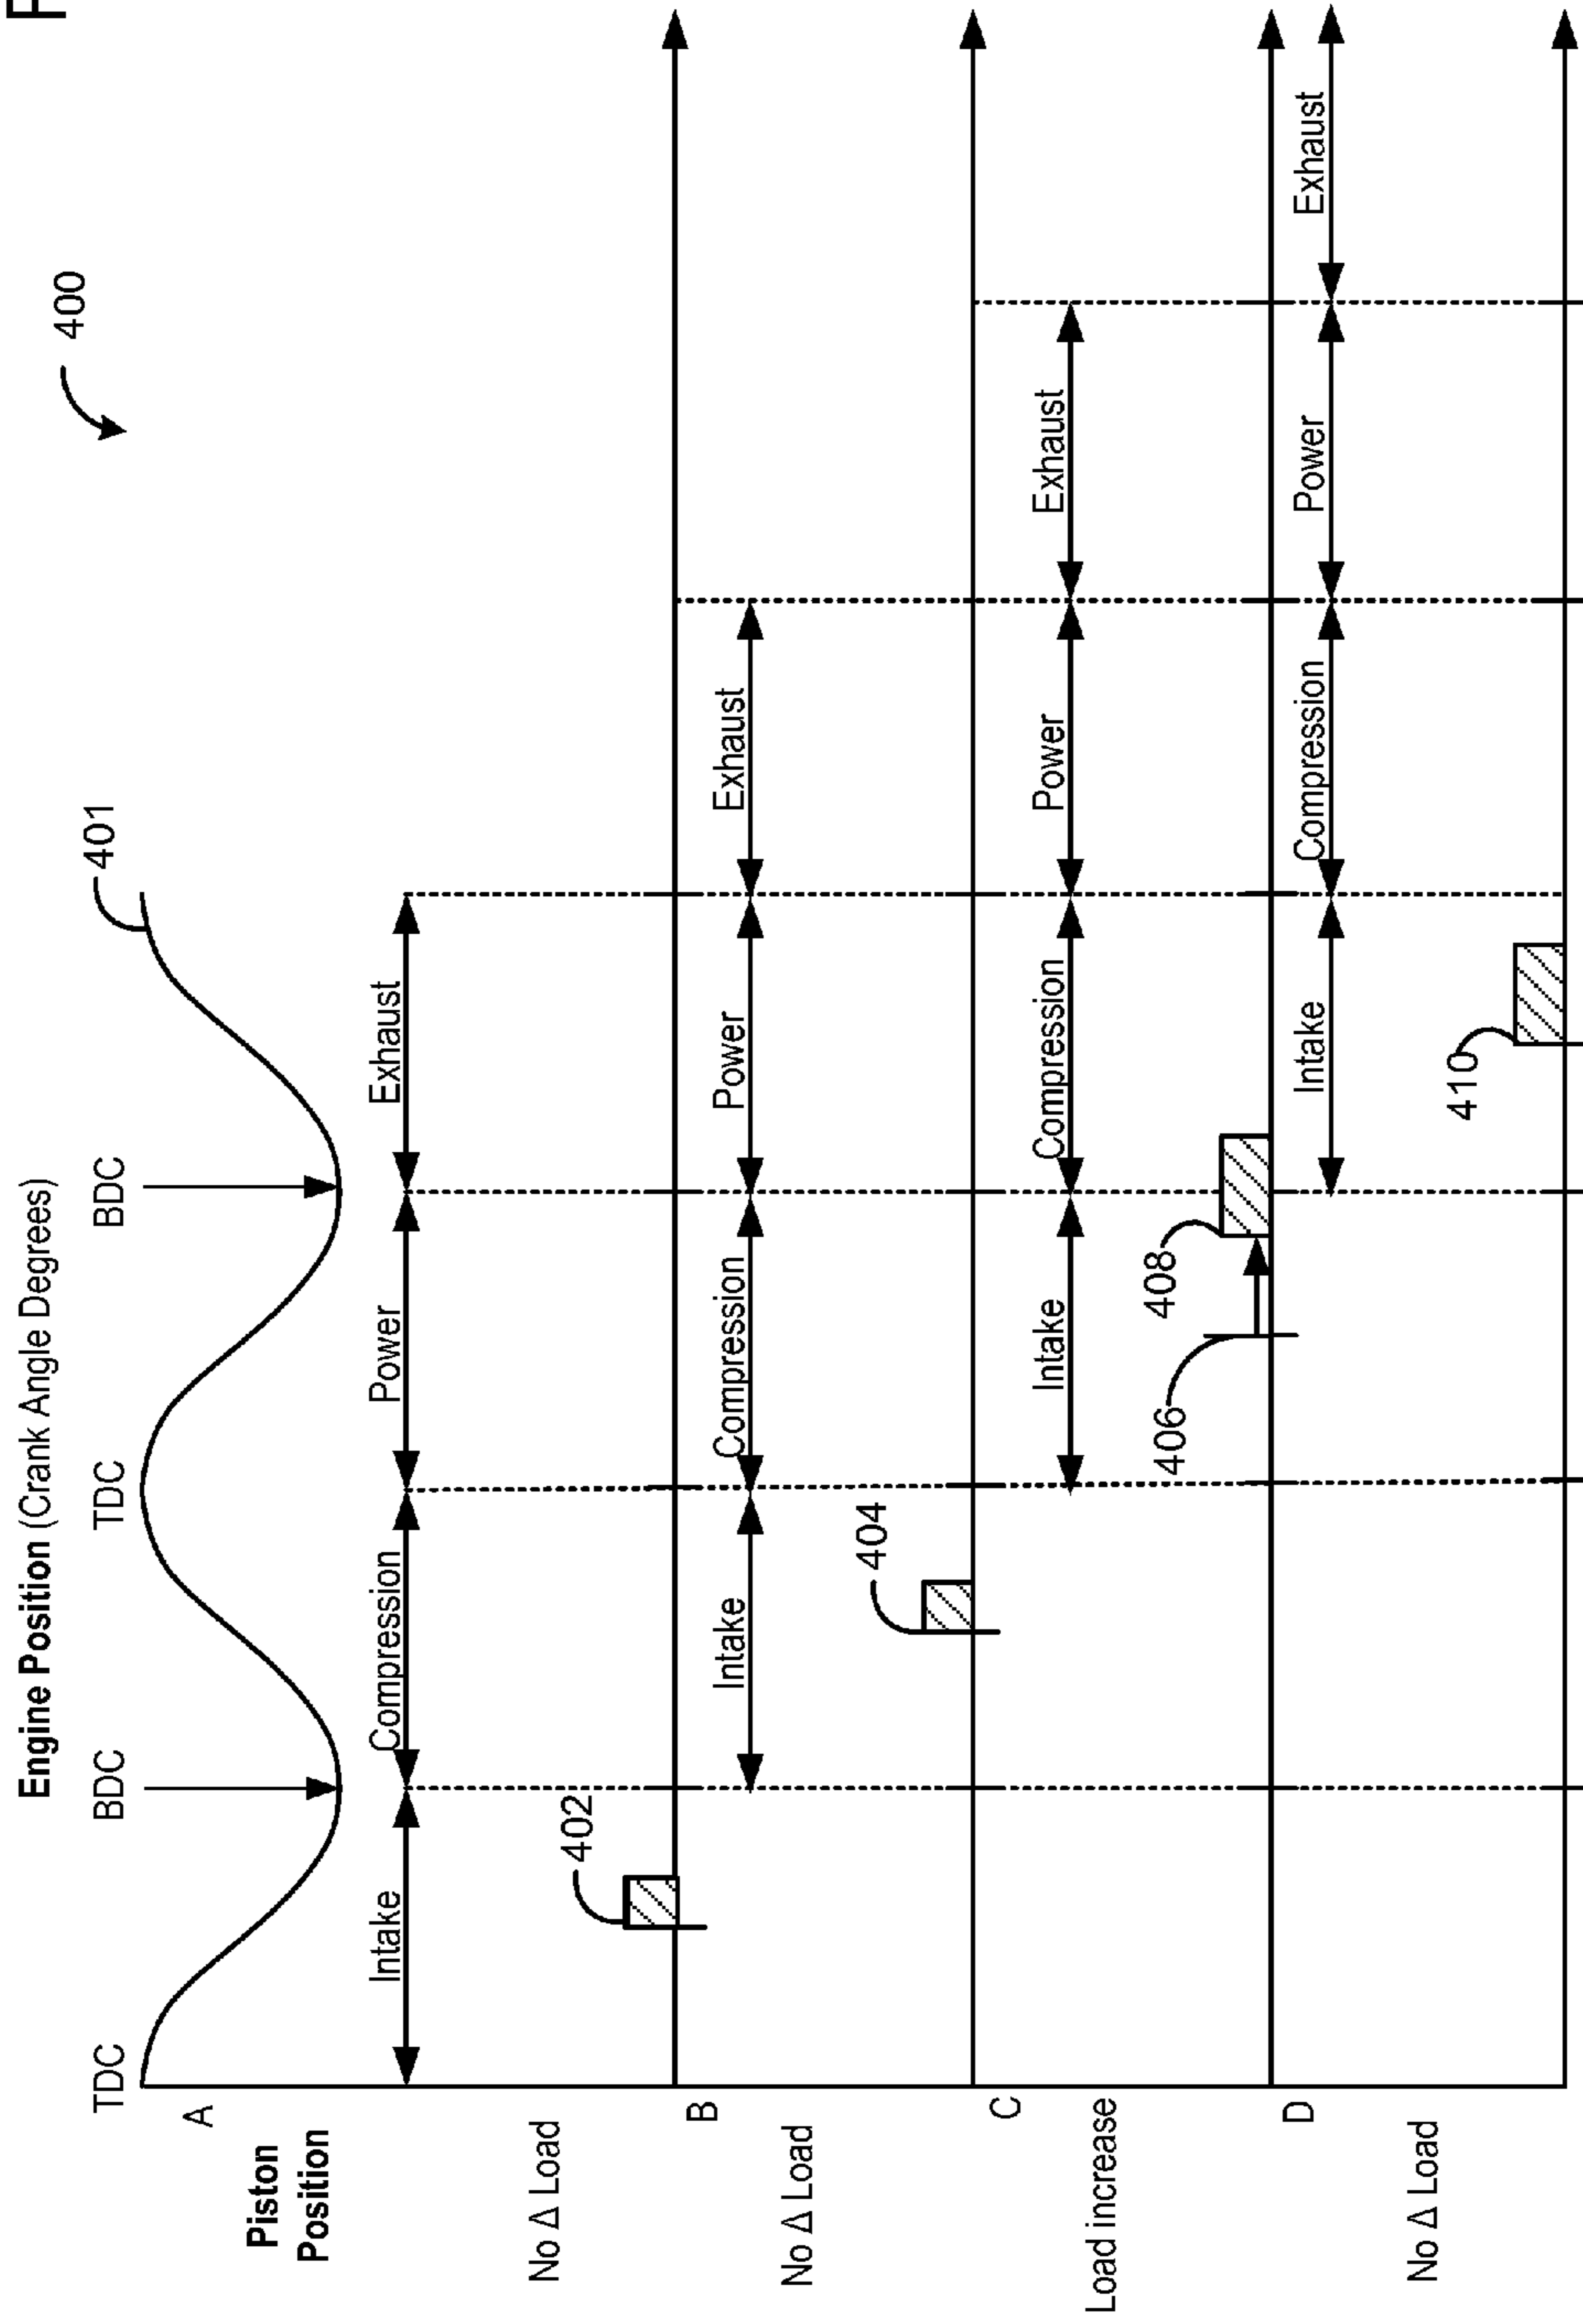 F
400
Engine Position (Crank Angle Degrees)
TDC
BDC
TDC
BDC
401
A
Piston
Position
Intake
Compression
Power
Exhaust
No Δ Load
402
B
Intake
Compression
Power
Exhaust
No Δ Load
404
C
Intake
Compression
Power
Exhaust
Load increase
406
408
D
Intake
Compression
Power
Exhaust
No Δ Load
410